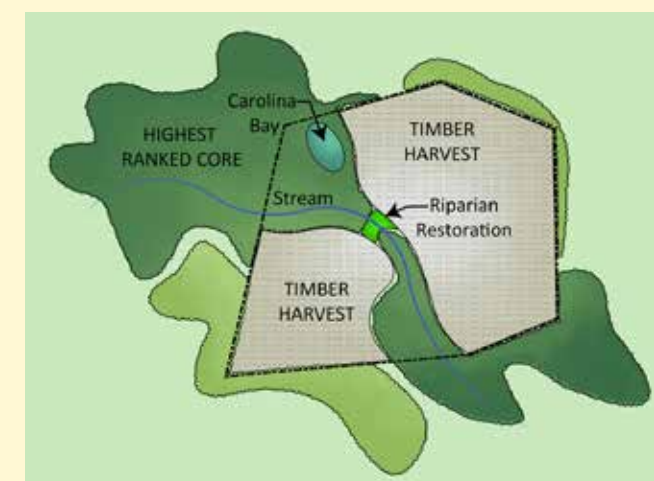 Carolina
Bay
HIGHEST
RANKED CORE
TIMBER
HARVEST
Stream
Riparian
Restoration
TIMBER
HARVEST